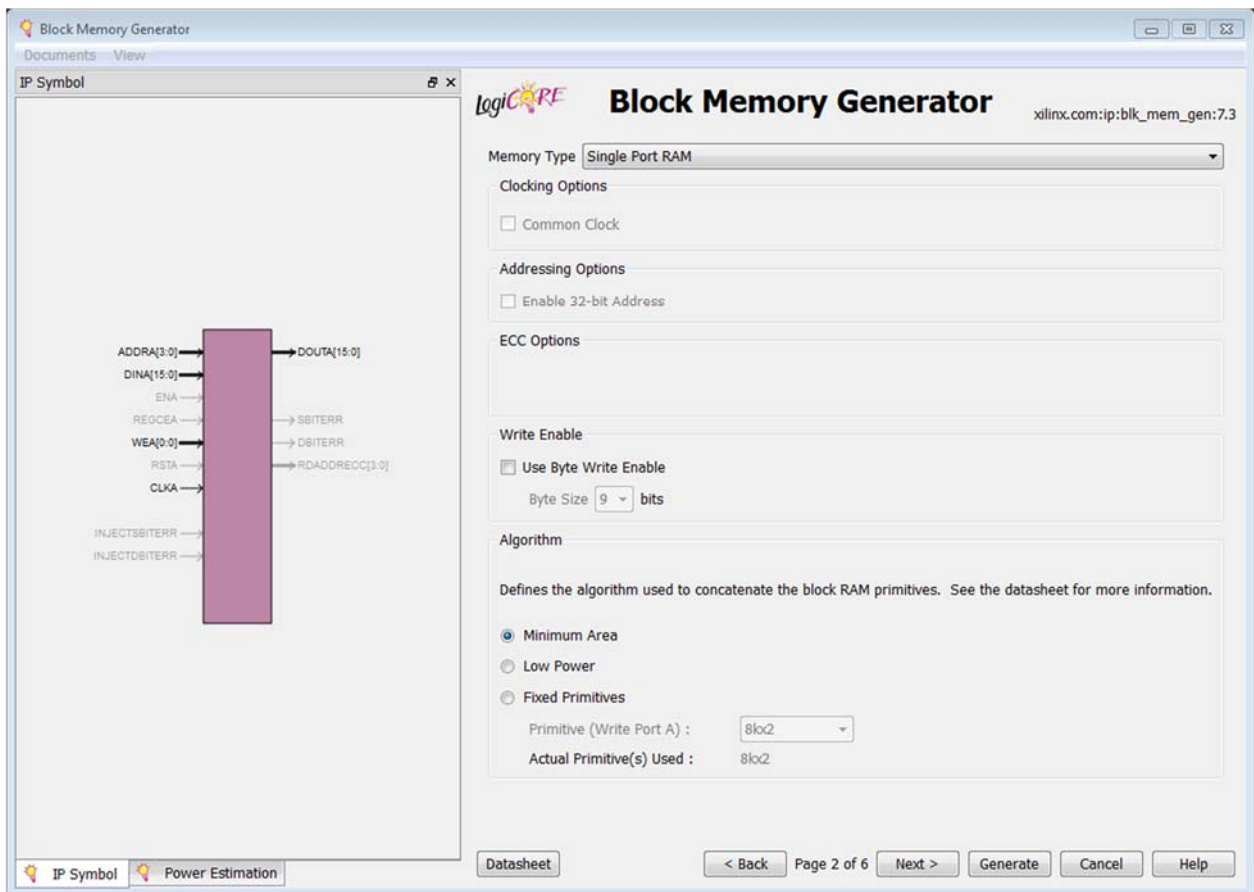 Block Memory Generator
Documents View
IP Symbol
ADDRA[3:0]
DOUTA[15:0]
DINA[15:0]
ENA
REGCEA
SBITERR
WEA[0:0]
DBITERR
RSTA
RDADDRECC[3:0]
CLKA
INJECTSBITERR
INJECTDBITERR
IP Symbol
Power Estimation
LogiCORE
Block Memory Generator
xilinx.com:ip:blk_mem_gen:7.3
Memory Type Single Port RAM
Clocking Options
Common Clock
Addressing Options
Enable 32-bit Address
ECC Options
Write Enable
Use Byte Write Enable
Byte Size 9 bits
Algorithm
Defines the algorithm used to concatenate the block RAM primitives. See the datasheet for more information.
Minimum Area
Low Power
Fixed Primitives
Primitive (Write Port A) : 8kx2
Actual Primitive(s) Used : 8kx2
Datasheet < Back Page 2 of 6 Next > Generate Cancel Help